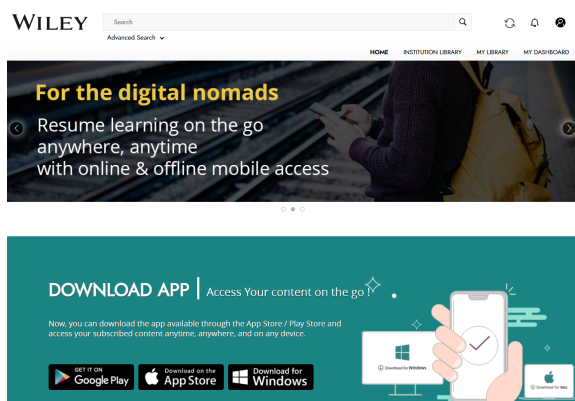 WILEY
Search
Advanced Search
HOME INSTITUTION LIBRARY MY LIBRARY MY DASHBOARD
For the digital nomads
Resume learning on the go
anywhere, anytime
with online & offline mobile access
DOWNLOAD APP | Access Your content on the go !
Now, you can download the app available through the App Store / Play Store and
access your subscribed content anytime, anywhere, and on any device.
GET IT ON
Google Play
Download on the
App Store
Download for
Windows
Download for Windows
Download for Mac